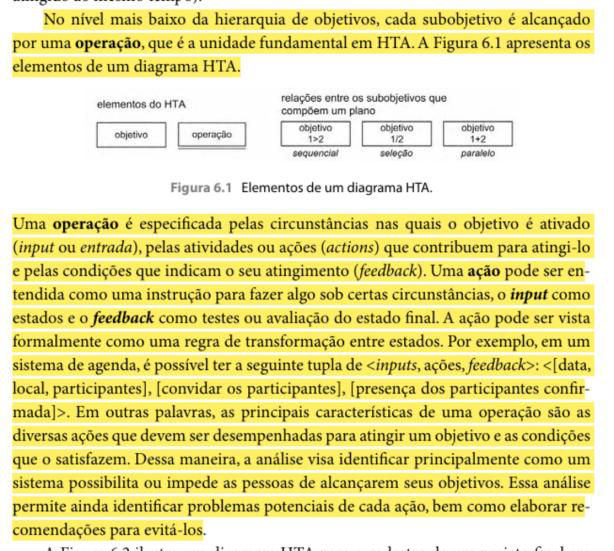 No nível mais baixo da hierarquia de objetivos, cada subobjetivo é alcançado
por uma operação, que é a unidade fundamental em HTA. A Figura 6.1 apresenta os
elementos de um diagrama HTA.
elementos do HTA
objetivo
operação
relações entre os subobjetivos que
compõem um plano
objetivo
1>2
sequencial
objetivo
1/2
seleção
objetivo
1+2
paralelo
Figura 6.1 Elementos de um diagrama HTA.
Uma operação é especificada pelas circunstâncias nas quais o objetivo é ativado
(input ou entrada), pelas atividades ou ações (actions) que contribuem para atingi-lo
e pelas condições que indicam o seu atingimento (feedback). Uma ação pode ser en-
tendida como uma instrução para fazer algo sob certas circunstâncias, o input como
estados e o feedback como testes ou avaliação do estado final. A ação pode ser vista
formalmente como uma regra de transformação entre estados. Por exemplo, em um
sistema de agenda, é possível ter a seguinte tupla de <inputs, ações, feedback>: <[data,
local, participantes], [convidar os participantes], [presença dos participantes confir-
mada]>. Em outras palavras, as principais características de uma operação são as
diversas ações que devem ser desempenhadas para atingir um objetivo e as condições
que o satisfazem. Dessa maneira, a análise visa identificar principalmente como um
sistema possibilita ou impede as pessoas de alcançarem seus objetivos. Essa análise
permite ainda identificar problemas potenciais de cada ação, bem como elaborar re-
comendações para evitá-los.